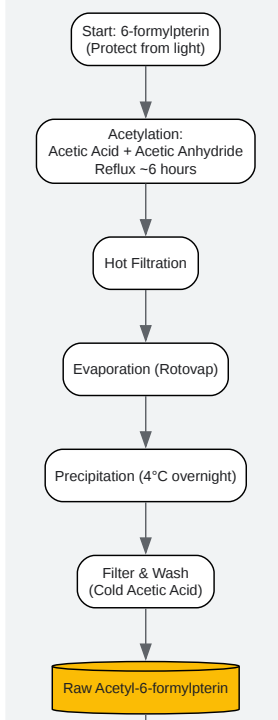 Start: 6-formylpterin
(Protect from light)
Acetylation:
Acetic Acid + Acetic Anhydride
Reflux ~6 hours
Hot Filtration
Evaporation (Rotovap)
Precipitation (4°C overnight)
Filter & Wash
(Cold Acetic Acid)
Raw Acetyl-6-formylpterin